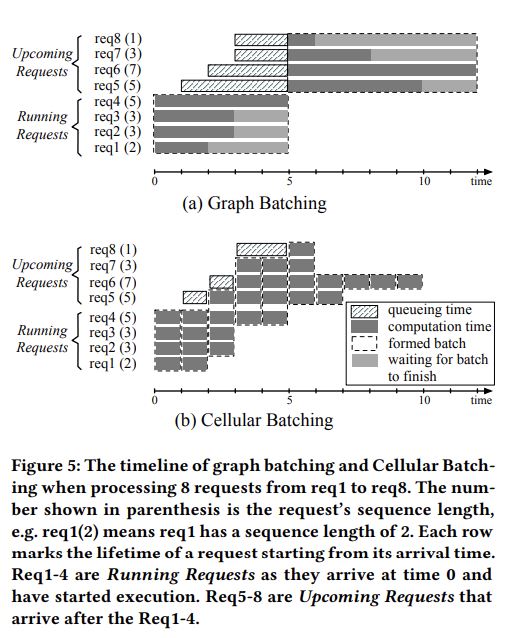 Upcoming
Requests
req8 (1)
req7 (3)
req6 (7)
req5 (5)
Running
Requests
req4 (5)
req3 (3)
req2 (3)
req1 (2)
0 5 10 time
(a) Graph Batching
Upcoming
Requests
req8 (1)
req7 (3)
req6 (7)
req5 (5)
Running
Requests
req4 (5)
req3 (3)
req2 (3)
req1 (2)
queueing time
computation time
formed batch
waiting for batch
to finish
0 5 10 time
(b) Cellular Batching
Figure 5: The timeline of graph batching and Cellular Batch-
ing when processing 8 requests from req1 to req8. The num-
ber shown in parenthesis is the request's sequence length,
e.g. req1(2) means req1 has a sequence length of 2. Each row
marks the lifetime of a request starting from its arrival time.
Req1-4 are Running Requests as they arrive at time 0 and
have started execution. Req5-8 are Upcoming Requests that
arrive after the Req1-4.